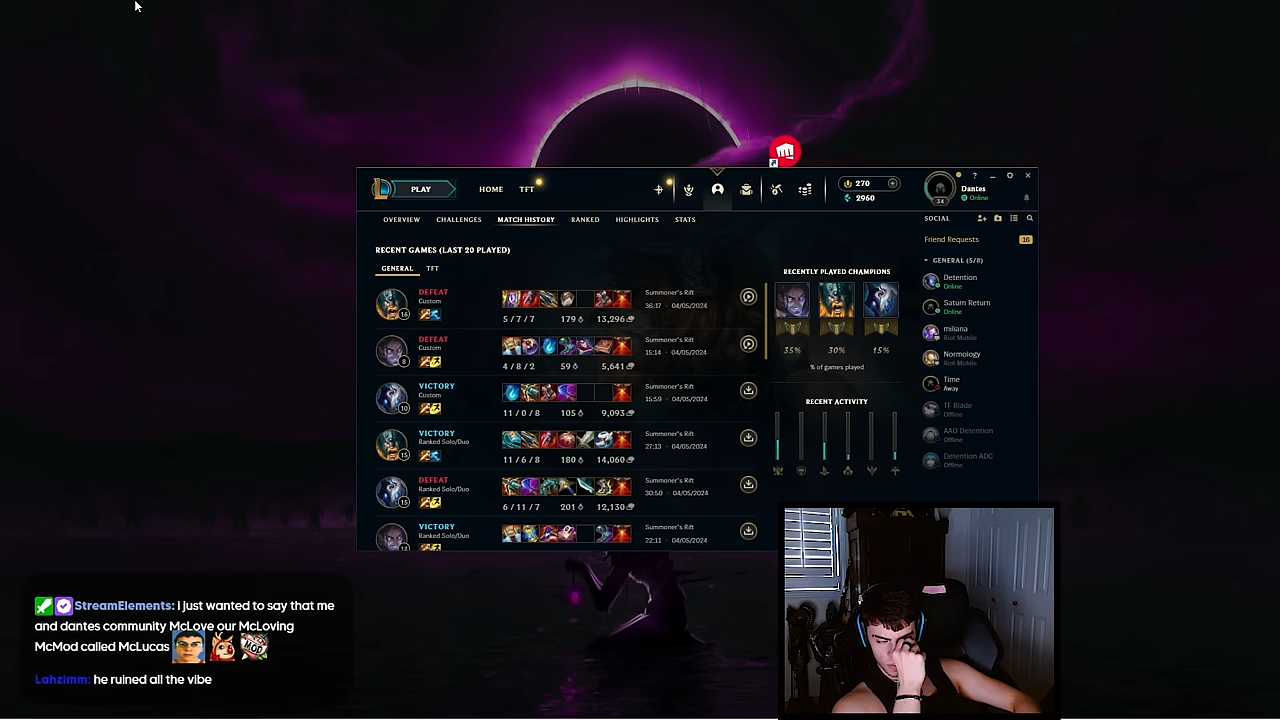 PLAY
HOME
TFT
270
2960
34
Dantes
Online
OVERVIEW
CHALLENGES
MATCH HISTORY
RANKED
HIGHLIGHTS
STATS
SOCIAL
Friend Requests
16
GENERAL (5/8)
Detention
Online
Saturn Return
Online
miliana
Riot Mobile
Normology
Riot Mobile
Time
Away
TF Blade
Offline
AAO Detention
Offline
Detention ADC
Offline
RECENT GAMES (LAST 20 PLAYED)
GENERAL
TFT
DEFEAT
Custom
16
5 / 7 / 7
179
13,296
Summoner's Rift
36:17 · 04/05/2024
DEFEAT
Custom
8
4 / 8 / 2
59
5,641
Summoner's Rift
15:14 · 04/05/2024
VICTORY
Custom
10
11 / 0 / 8
105
9,093
Summoner's Rift
15:59 · 04/05/2024
VICTORY
Ranked Solo/Duo
15
11 / 6 / 8
180
14,060
Summoner's Rift
27:13 · 04/05/2024
DEFEAT
Ranked Solo/Duo
15
6 / 11 / 7
201
12,130
Summoner's Rift
30:50 · 04/05/2024
VICTORY
Ranked Solo/Duo
Summoner's Rift
22:11 · 04/05/2024
RECENTLY PLAYED CHAMPIONS
35%
30%
15%
% of games played
RECENT ACTIVITY
StreamElements: i just wanted to say that me
and dantes community McLove our McLoving
McMod called McLucas
MOD
Lahzimm: he ruined all the vibe